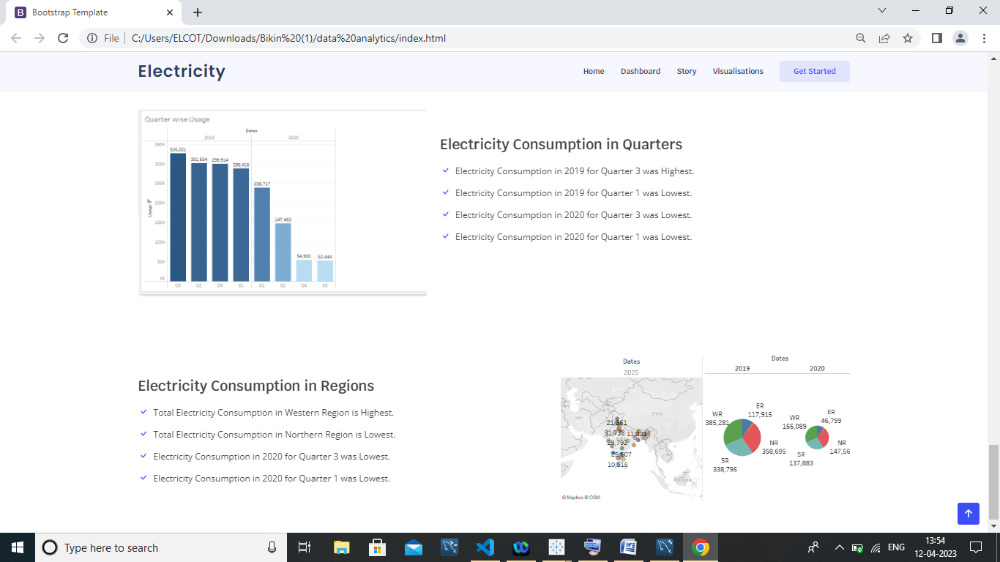 Bootstrap Template
File
C:/Users/ELCOT/Downloads/Bikin%20(1)/data%20analytics/index.html
Electricity
Home Dashboard Story Visualisations Get Started
Quarter wise Usage
Dates
2019 2020
350K
326,221
301,654 299,914
300K
288,416
250K
238,717
Usage
200K
150K
147,463
100K
50K
54,900 52,444
0K
Q3 Q2 Q4 Q1 Q1 Q2 Q4 Q3
Electricity Consumption in Quarters
Electricity Consumption in 2019 for Quarter 3 was Highest.
Electricity Consumption in 2019 for Quarter 1 was Lowest.
Electricity Consumption in 2020 for Quarter 3 was Lowest.
Electricity Consumption in 2020 for Quarter 1 was Lowest.
Electricity Consumption in Regions
Total Electricity Consumption in Western Region is Highest.
Total Electricity Consumption in Northern Region is Lowest.
Electricity Consumption in 2020 for Quarter 3 was Lowest.
Electricity Consumption in 2020 for Quarter 1 was Lowest.
Dates
2020
Iran
China
31,738
29,792
10,515
Indonesia
© Mapbox © OSM
Dates
2019 2020
ER
117,915
WR
385,281
NR
358,695
SR
338,795
ER
46,799
WR
155,089
NR
147,56
SR
137,883
Type here to search
ENG
13:54
12-04-2023